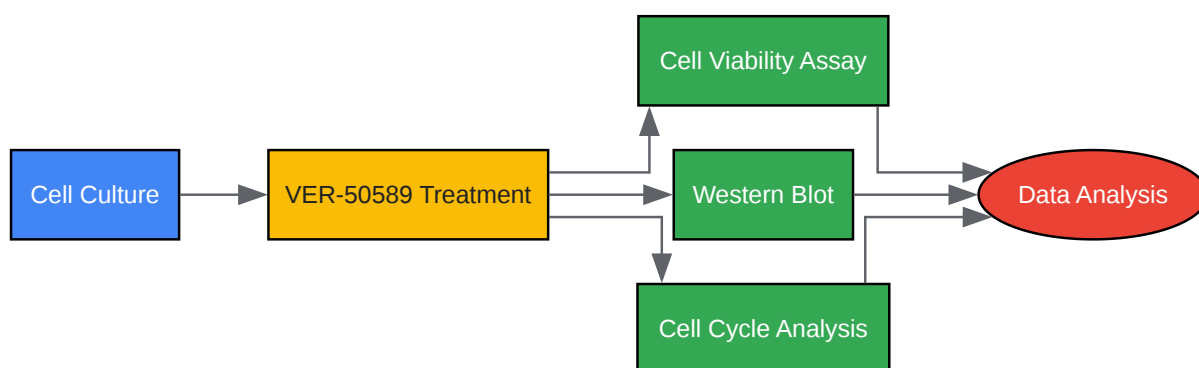 Cell Culture
VER-50589 Treatment
Cell Viability Assay
Western Blot
Cell Cycle Analysis
Data Analysis